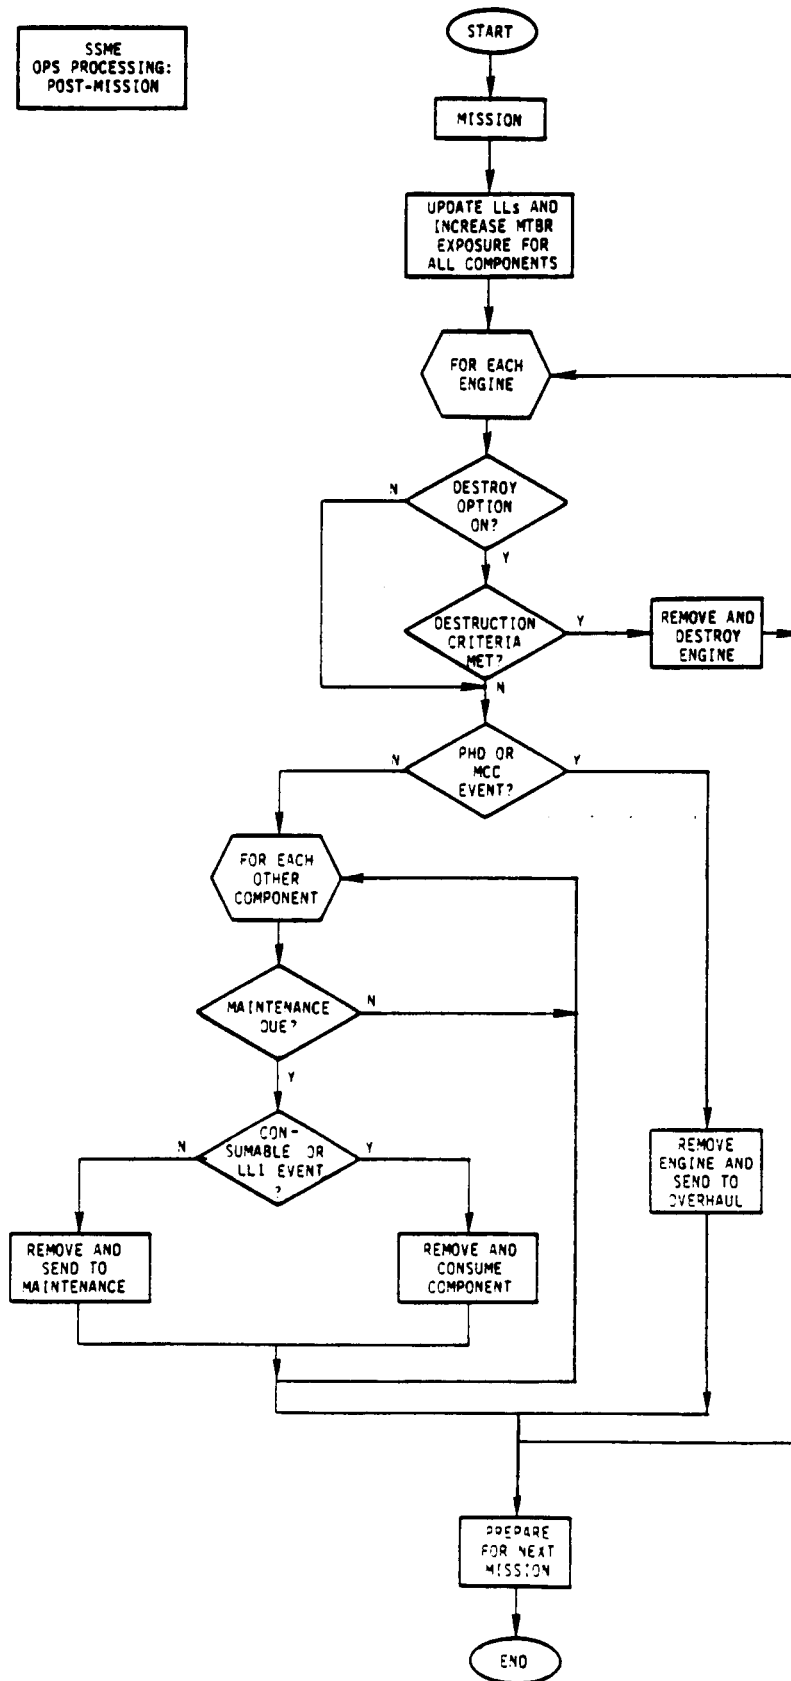 SSME
OPS PROCESSING:
POST-MISSION
START
MISSION
UPDATE LLs AND
INCREASE MTBR
EXPOSURE FOR
ALL COMPONENTS
FOR EACH
ENGINE
N
DESTROY
OPTION
ON?
Y
DESTRUCTION
CRITERIA
MET?
Y
REMOVE AND
DESTROY
ENGINE
N
N
PHD OR
MCC
EVENT?
Y
FOR EACH
OTHER
COMPONENT
MAINTENANCE
DUE?
N
Y
N
CON-
SUMABLE OR
LLI EVENT
?
Y
REMOVE
ENGINE AND
SEND TO
OVERHAUL
REMOVE AND
SEND TO
MAINTENANCE
REMOVE AND
CONSUME
COMPONENT
PREPARE
FOR NEXT
MISSION
END